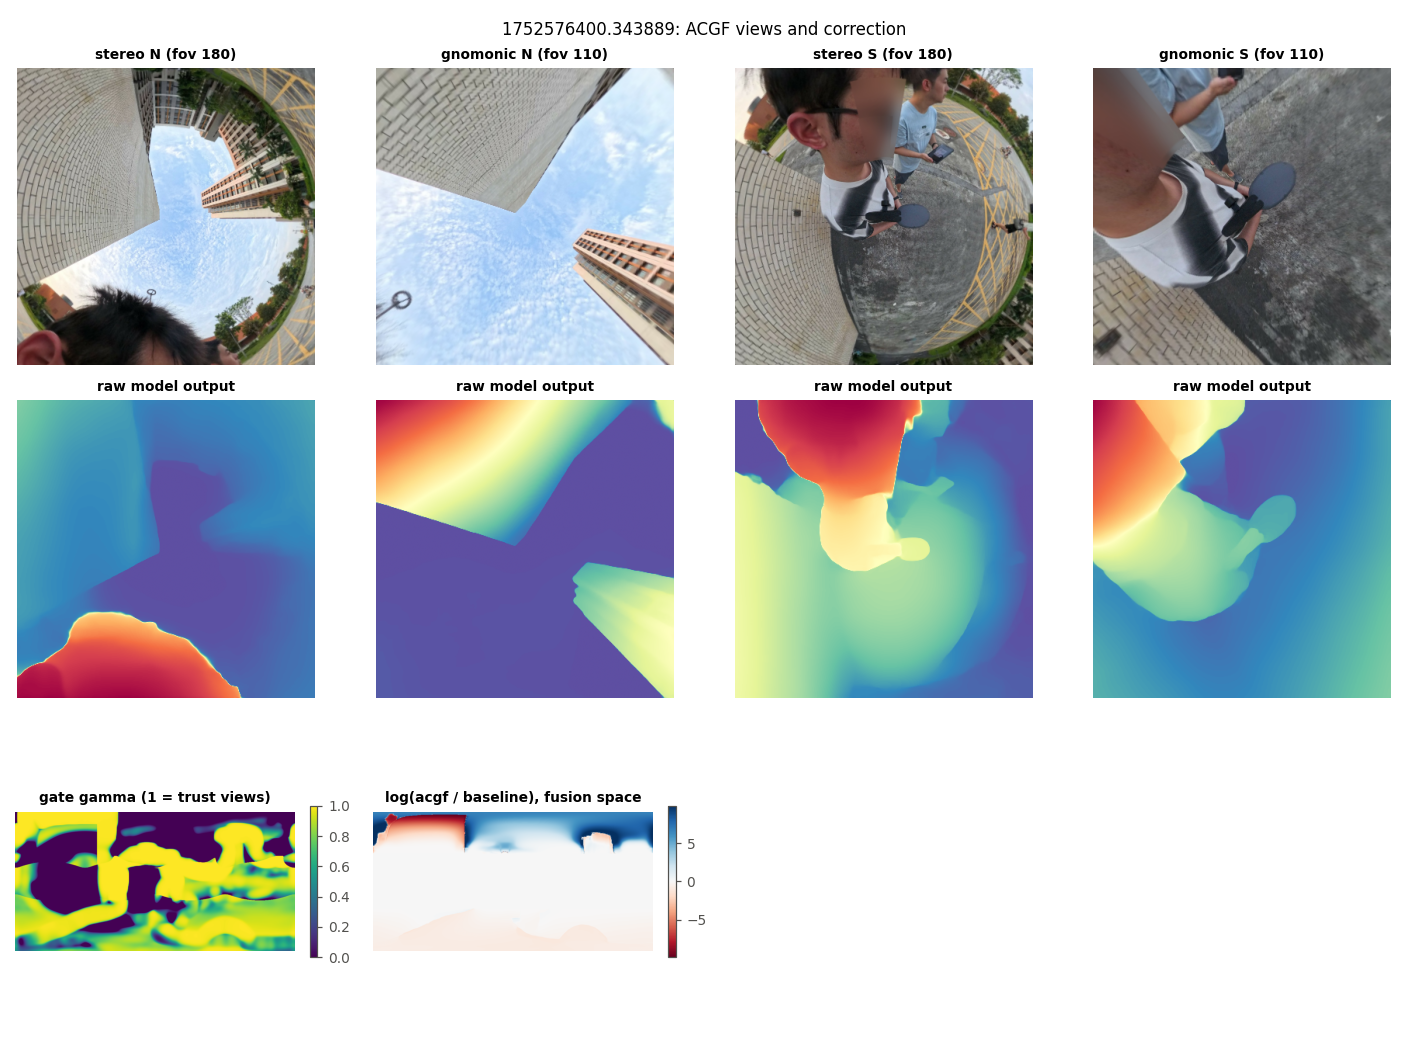 1752576400.343889: ACGF views and correction
stereo N (fov 180)
gnomonic N (fov 110)
stereo S (fov 180)
gnomonic S (fov 110)
raw model output
raw model output
raw model output
raw model output
gate gamma (1 = trust views)
1.0
0.8
0.6
0.4
0.2
0.0
log(acgf / baseline), fusion space
5
0
−5